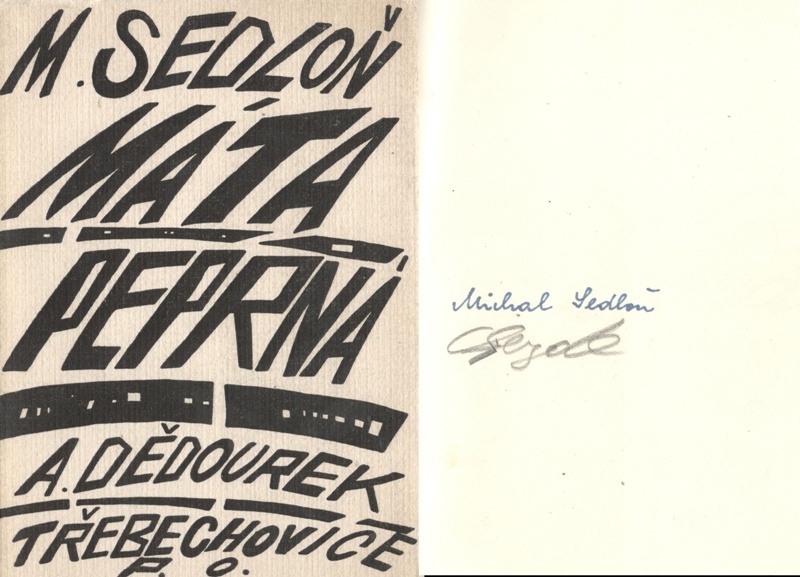 M. SEDLOŇ
MÁTA
PEPRNÁ
A. DĚDOUREK
TŘEBECHOVICE
P. O.
Michal Sedloň